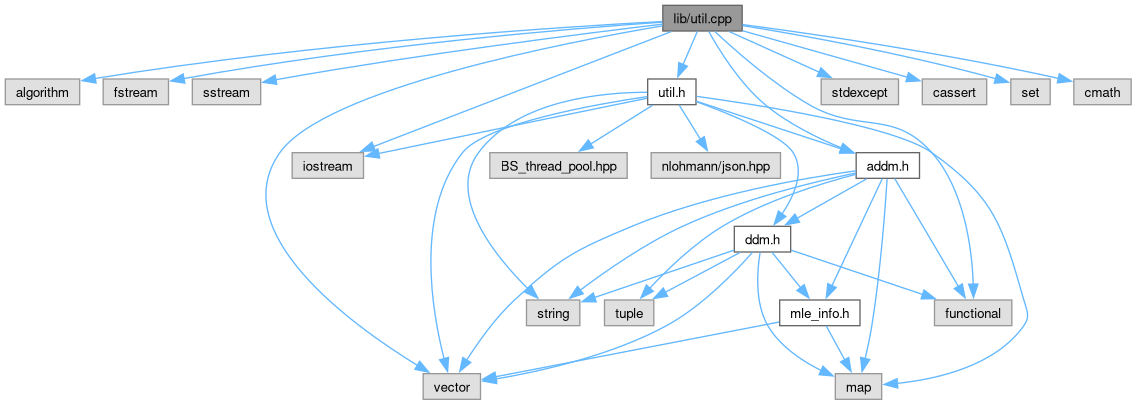 lib/util.cpp
algorithm
fstream
sstream
util.h
stdexcept
cassert
set
cmath
iostream
BS_thread_pool.hpp
nlohmann/json.hpp
addm.h
ddm.h
string
tuple
mle_info.h
functional
vector
map